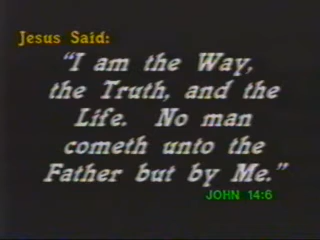 Jesus Said:
"I am the Way,
the Truth, and the
Life. No man
cometh unto the
Father but by Me."
JOHN 14:6